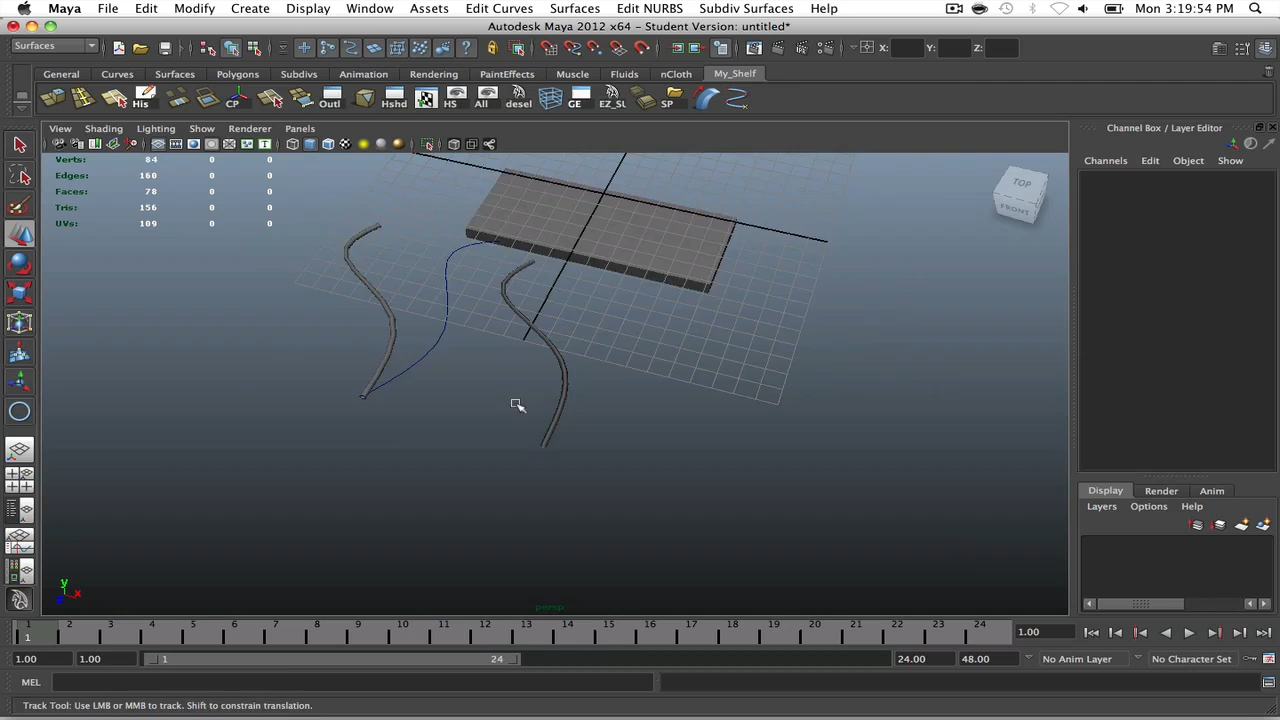 Maya File Edit Modify Create Display Window Assets Edit Curves Surfaces Edit NURBS Subdiv Surfaces Help Mon 3:19:54 PM
Autodesk Maya 2012 x64 - Student Version: untitled*
Surfaces X: Y: Z:
General Curves Surfaces Polygons Subdivs Animation Rendering PaintEffects Muscle Fluids nCloth My_Shelf
His CP Outl Hshd HS All desel GE EZ_SL SP
View Shading Lighting Show Renderer Panels
Channel Box / Layer Editor
Channels Edit Object Show
Verts: 84 0 0
Edges: 160 0 0
Faces: 78 0 0
Tris: 156 0 0
UVs: 109 0 0
TOP
FRONT
Display Render Anim
Layers Options Help
y
x
persp
1 2 3 4 5 6 7 8 9 10 11 12 13 14 15 16 17 18 19 20 21 22 23 24
1 1.00
1.00 1.00 1 24 24.00 48.00 No Anim Layer No Character Set
MEL
Track Tool: Use LMB or MMB to track. Shift to constrain translation.